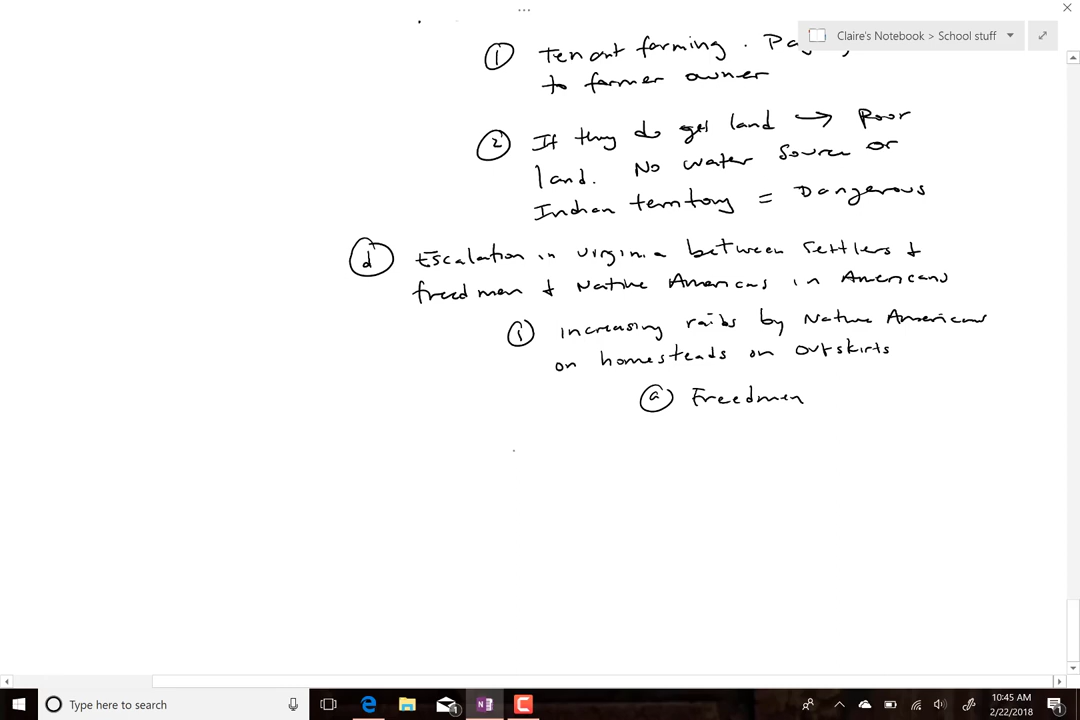 Claire's Notebook > School stuff
① Tenant farming. Pay
to farmer owner
② If they do get land → Poor
land. No water source or
Indian territory = Dangerous
ⓓ Escalation in Virginia between settlers +
freedmen + Native Americas in Americans
① increasing raids by Native Americans
on homesteads on outskirts
ⓐ Freedmen
Type here to search
10:45 AM
2/22/2018